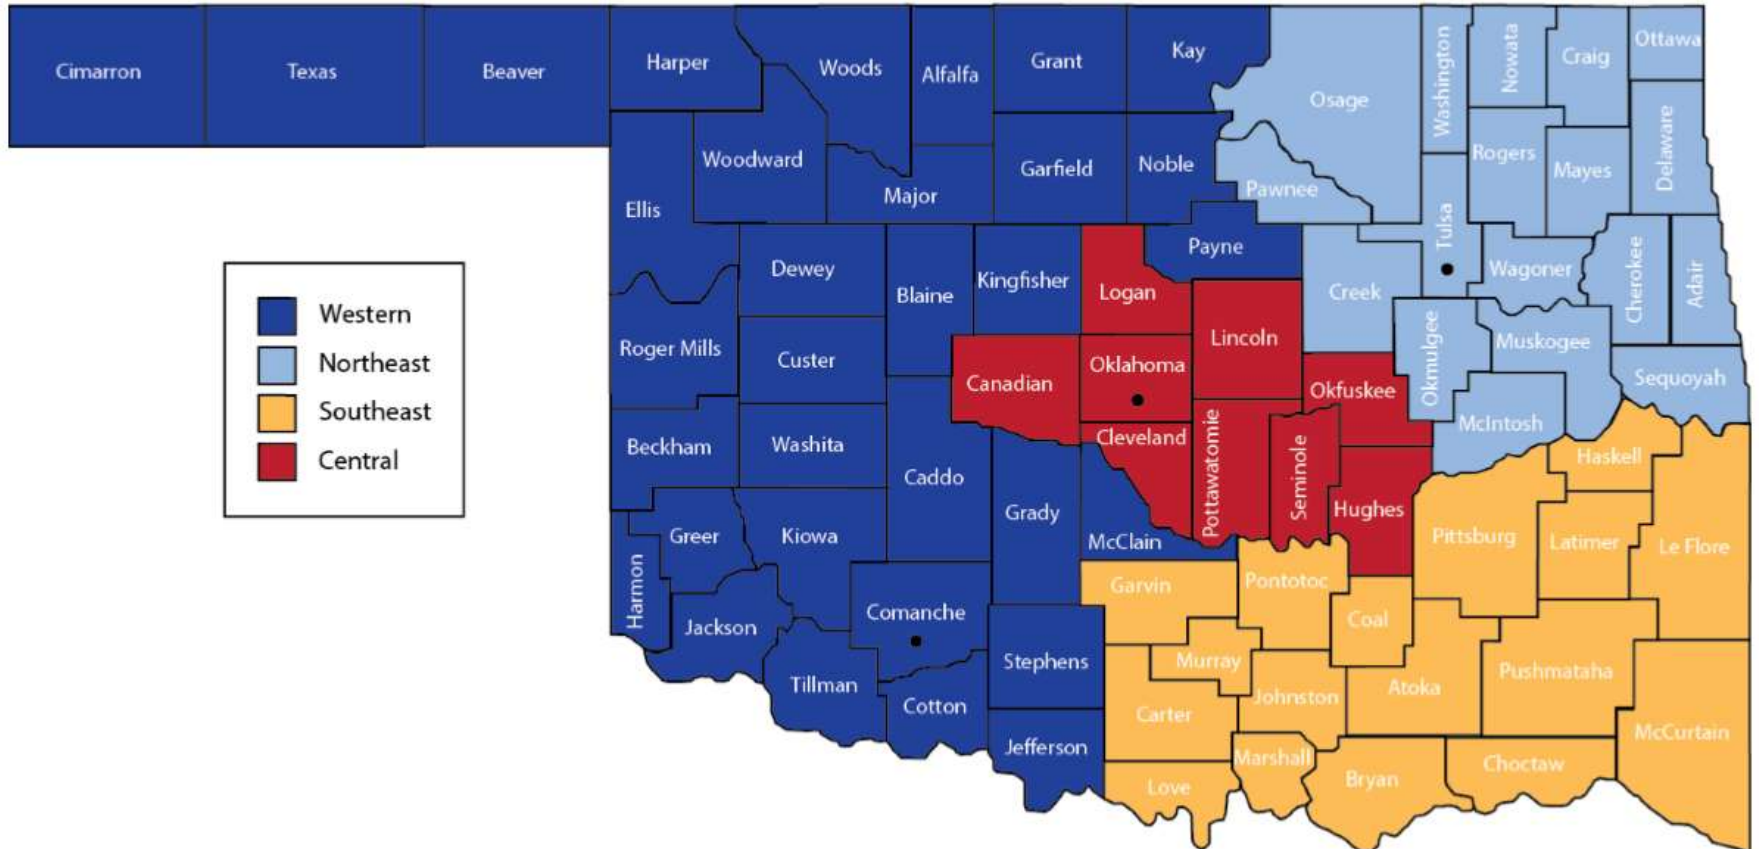 Cimarron
Texas
Beaver
Harper
Woods
Alfalfa
Grant
Kay
Osage
Washington
Nowata
Craig
Ottawa
Ellis
Woodward
Major
Garfield
Noble
Pawnee
Rogers
Mayes
Delaware
Dewey
Blaine
Kingfisher
Logan
Payne
Creek
Tulsa
Wagoner
Cherokee
Adair
Roger Mills
Custer
Canadian
Oklahoma
Lincoln
Okfuskee
Okmulgee
Muskogee
Sequoyah
Beckham
Washita
Caddo
Grady
Cleveland
Pottawatomie
Seminole
Hughes
McIntosh
Haskell
Greer
Kiowa
McClain
Pittsburg
Latimer
Le Flore
Harmon
Jackson
Comanche
Garvin
Pontotoc
Coal
Tillman
Cotton
Stephens
Murray
Johnston
Atoka
Pushmataha
McCurtain
Jefferson
Carter
Love
Marshall
Bryan
Choctaw
Western
Northeast
Southeast
Central